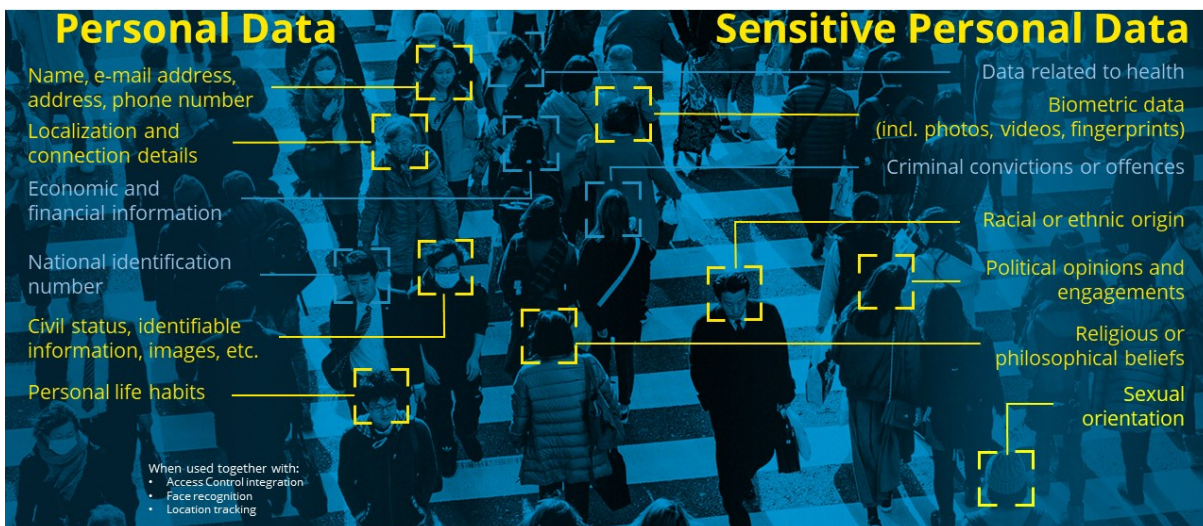 Personal Data
Name, e-mail address,
address, phone number
Localization and
connection details
Economic and
financial information
National identification
number
Civil status, identifiable
information, images, etc.
Personal life habits
When used together with:
• Access Control integration
• Face recognition
• Location tracking
Sensitive Personal Data
Data related to health
Biometric data
(incl. photos, videos, fingerprints)
Criminal convictions or offences
Racial or ethnic origin
Political opinions and
engagements
Religious or
philosophical beliefs
Sexual
orientation